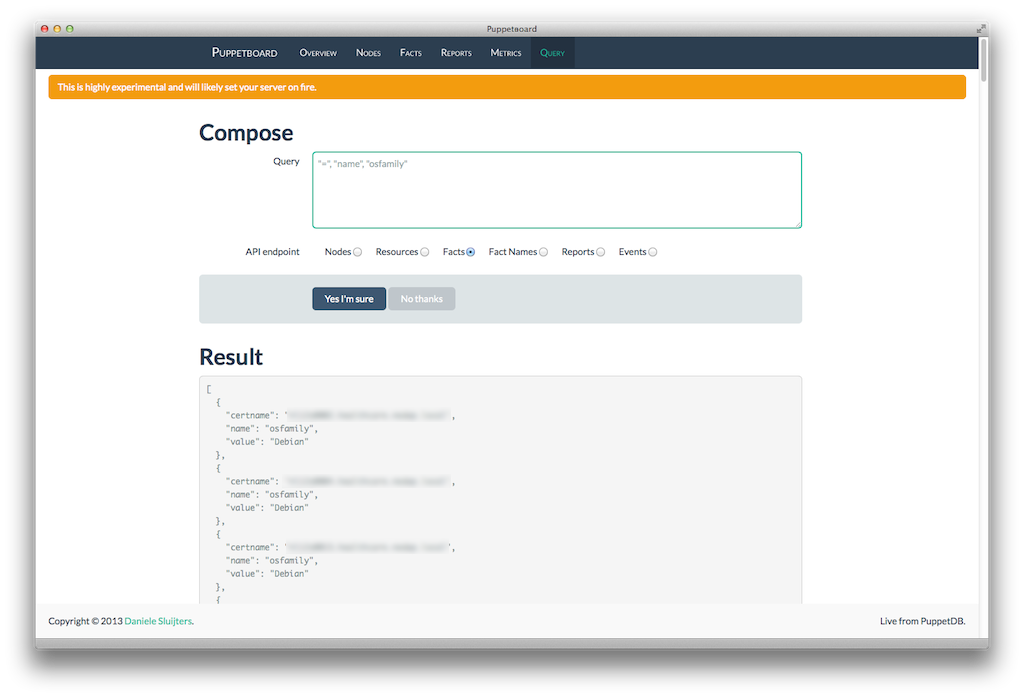 Puppetboard
Puppetboard Overview Nodes Facts Reports Metrics Query
This is highly experimental and will likely set your server on fire.
Compose
Query
"=", "name", "osfamily"
API endpoint Nodes Resources Facts Fact Names Reports Events
Yes I'm sure No thanks
Result
[
{
"certname": "
",
"name": "osfamily",
"value": "Debian"
},
{
"certname": "
",
"name": "osfamily",
"value": "Debian"
},
{
"certname": "
",
"name": "osfamily",
"value": "Debian"
},
{
Copyright © 2013 Daniele Sluijters. Live from PuppetDB.